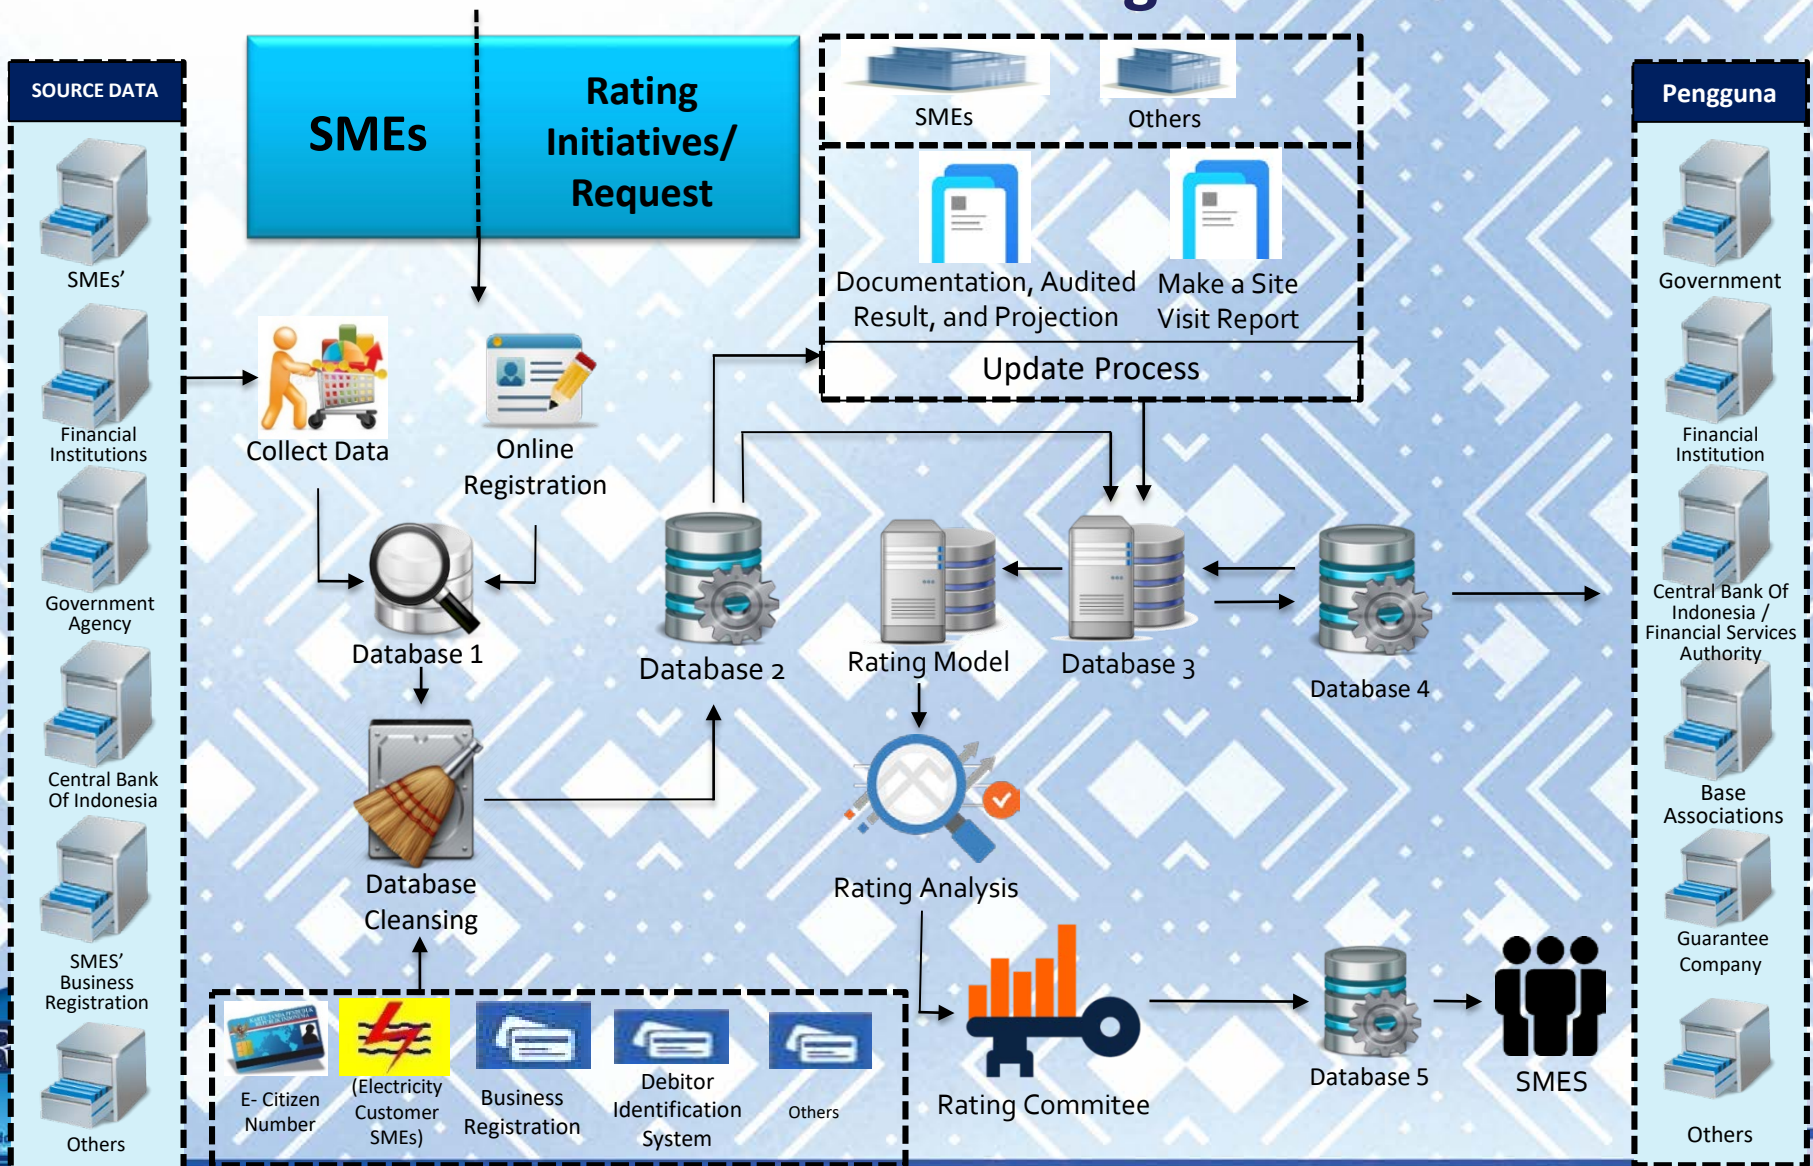 g
SOURCE DATA
SMEs’
Financial
Institutions
Government
Agency
Central Bank
Of Indonesia
SMES’
Business
Registration
Others
SMEs
Rating
Initiatives/
Request
Collect Data
Online
Registration
Database 1
Database
Cleansing
E- Citizen
Number
(Electricity
Customer
SMEs)
Business
Registration
Debitor
Identification
System
Others
Database 2
SMEs
Others
Documentation, Audited
Result, and Projection
Make a Site
Visit Report
Update Process
Rating Model
Database 3
Database 4
Rating Analysis
Rating Commitee
Database 5
SMES
Pengguna
Government
Financial
Institution
Central Bank Of
Indonesia /
Financial Services
Authority
Base
Associations
Guarantee
Company
Others